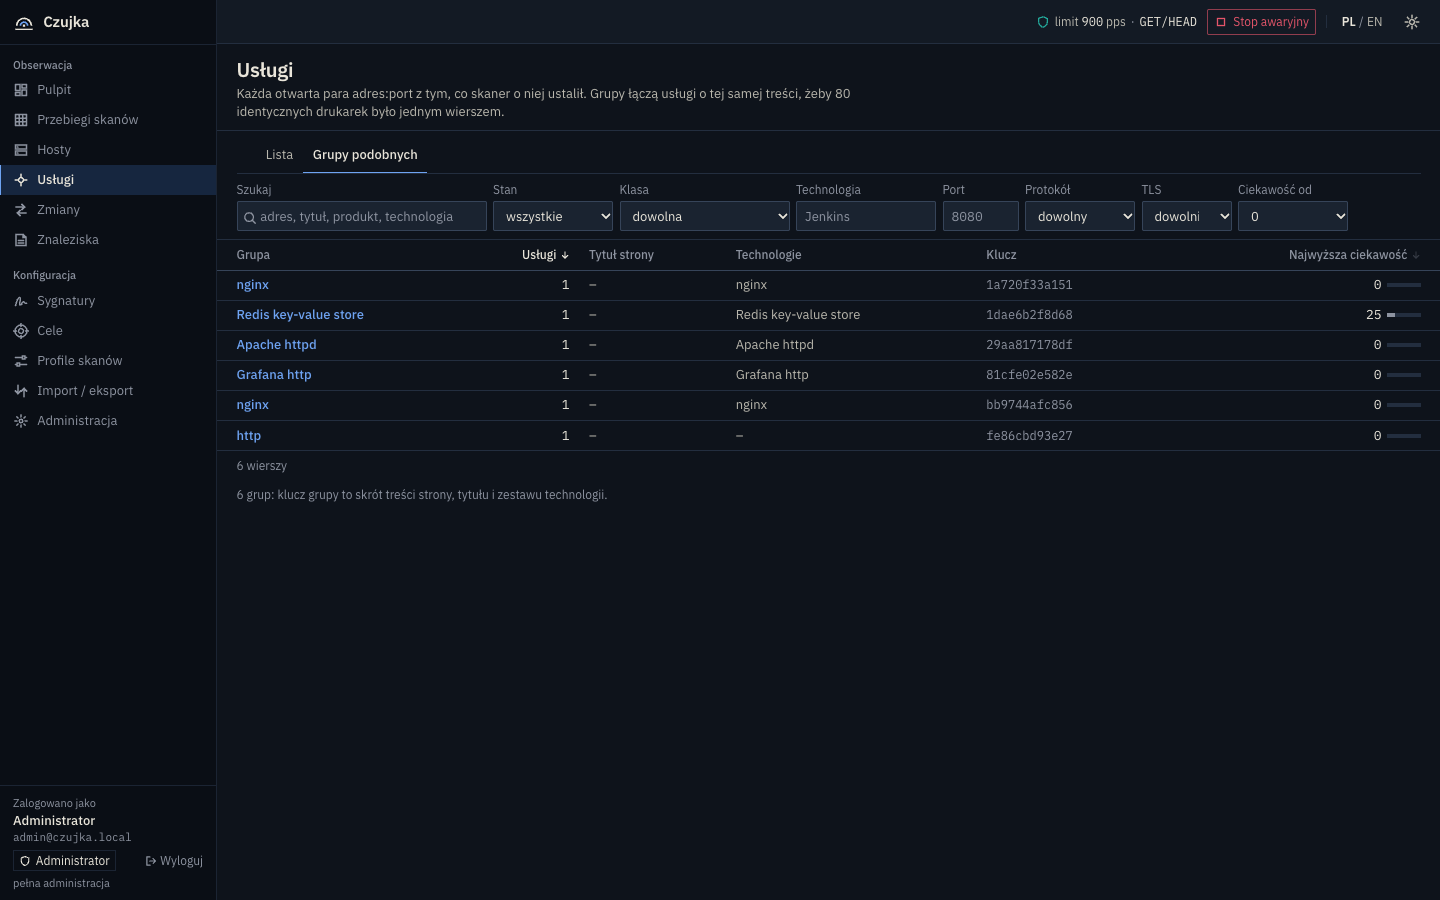 Czujka
limit 900 pps · GET/HEAD
Stop awaryjny
PL / EN
Obserwacja
Pulpit
Przebiegi skanów
Hosty
Usługi
Zmiany
Znaleziska
Konfiguracja
Sygnatury
Cele
Profile skanów
Import / eksport
Administracja
Zalogowano jako
Administrator
admin@czujka.local
Administrator
Wyloguj
pełna administracja
Usługi
Każda otwarta para adres:port z tym, co skaner o niej ustalił. Grupy łączą usługi o tej samej treści, żeby 80
identycznych drukarek było jednym wierszem.
Lista Grupy podobnych
Szukaj Stan Klasa Technologia Port Protokół TLS Ciekawość od
adres, tytuł, produkt, technologia wszystkie dowolna Jenkins 8080 dowolny dowolni 0
Grupa Usługi ↓ Tytuł strony Technologie Klucz Najwyższa ciekawość ↓
nginx 1 – nginx 1a720f33a151 0
Redis key-value store 1 – Redis key-value store 1dae6b2f8d68 25
Apache httpd 1 – Apache httpd 29aa817178df 0
Grafana http 1 – Grafana http 81cfe02e582e 0
nginx 1 – nginx bb9744afc856 0
http 1 – – fe86cbd93e27 0
6 wierszy
6 grup: klucz grupy to skrót treści strony, tytułu i zestawu technologii.